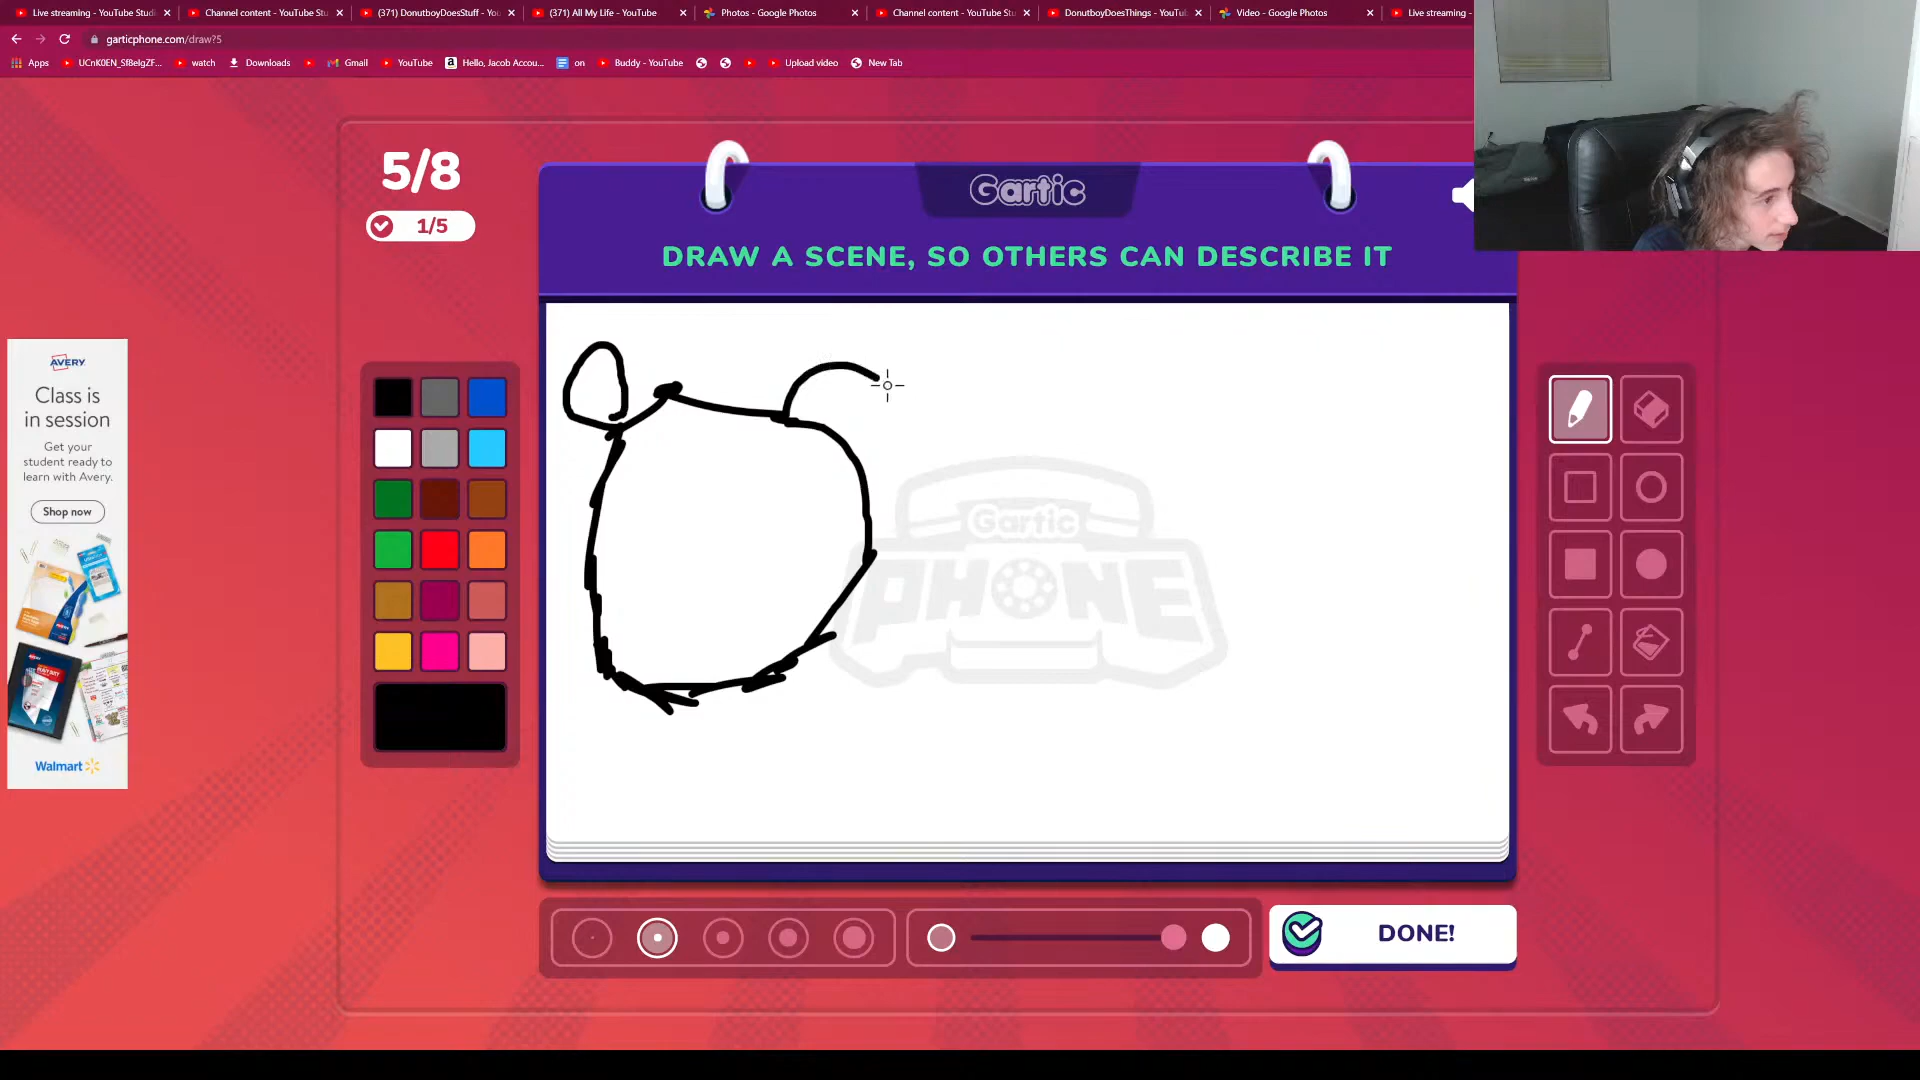 Live streaming - YouTube Studi
Channel content - YouTube Stu
(371) DonutboyDoesStuff - You
(371) All My Life - YouTube
Photos - Google Photos
Channel content - YouTube Stu
DonutboyDoesThings - YouTub
Video - Google Photos
Live streaming -
garticphone.com/draw?5
Apps
watch
Downloads
Gmail
YouTube
Hello, Jacob Accou...
on
Buddy - YouTube
Upload video
New Tab
5/8
1/5
Gartic
DRAW A SCENE, SO OTHERS CAN DESCRIBE IT
Gartic
PHONE
AVERY
Class is
in session
Get your
student ready to
learn with Avery.
Shop now
Walmart
DONE!